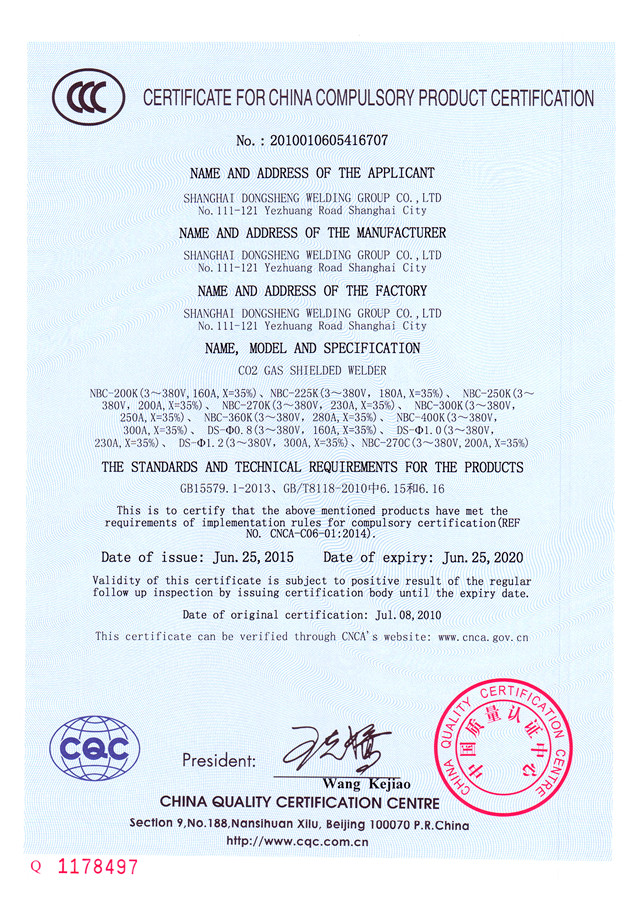 CCC
CERTIFICATE FOR CHINA COMPULSORY PRODUCT CERTIFICATION
No. : 2010010605416707
NAME AND ADDRESS OF THE APPLICANT
SHANGHAI DONGSHENG WELDING GROUP CO.,LTD
No.111-121 Yezhuang Road Shanghai City
NAME AND ADDRESS OF THE MANUFACTURER
SHANGHAI DONGSHENG WELDING GROUP CO.,LTD
No.111-121 Yezhuang Road Shanghai City
NAME AND ADDRESS OF THE FACTORY
SHANGHAI DONGSHENG WELDING GROUP CO.,LTD
No.111-121 Yezhuang Road Shanghai City
NAME, MODEL AND SPECIFICATION
CO2 GAS SHIELDED WELDER
NBC-200K(3～380V,160A,X=35%)、NBC-225K(3～380V, 180A,X=35%)、 NBC-250K(3～
380V, 200A,X=35%)、 NBC-270K(3～380V, 230A,X=35%)、 NBC-300K(3～380V,
250A,X=35%)、 NBC-360K(3～380V, 280A,X=35%)、 NBC-400K(3～380V,
300A,X=35%)、 DS-Φ0.8(3～380V, 160A,X=35%)、 DS-Φ1.0(3～380V,
230A,X=35%)、 DS-Φ1.2(3～380V, 300A,X=35%)、NBC-270C(3～380V,200A,X=35%)
THE STANDARDS AND TECHNICAL REQUIREMENTS FOR THE PRODUCTS
GB15579.1-2013、GB/T8118-2010中6.15和6.16
This is to certify that the above mentioned products have met the
requirements of implementation rules for compulsory certification(REF
NO. CNCA-C06-01:2014).
Date of issue: Jun.25,2015 Date of expiry: Jun.25,2020
Validity of this certificate is subject to positive result of the regular
follow up inspection by issuing certification body until the expiry date.
Date of original certification: Jul.08,2010
This certificate can be verified through CNCA's website: www.cnca.gov.cn
CHINA QUALITY CERTIFICATION CENTRE
中国质量认证中心
CQC
President:
Wang Kejiao
CHINA QUALITY CERTIFICATION CENTRE
Section 9,No.188,Nansihuan Xilu, Beijing 100070 P.R.China
http://www.cqc.com.cn
Q 1178497